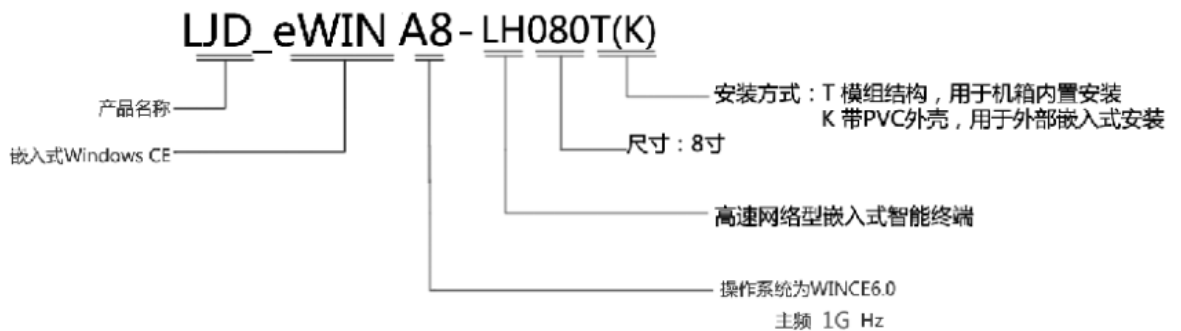 LJD_eWIN A8-LH080T(K)
产品名称
嵌入式Windows CE
安装方式：T 模组结构，用于机箱内置安装
K 带PVC外壳，用于外部嵌入式安装
尺寸：8寸
高速网络型嵌入式智能终端
操作系统为WINCE6.0
主频 1G Hz